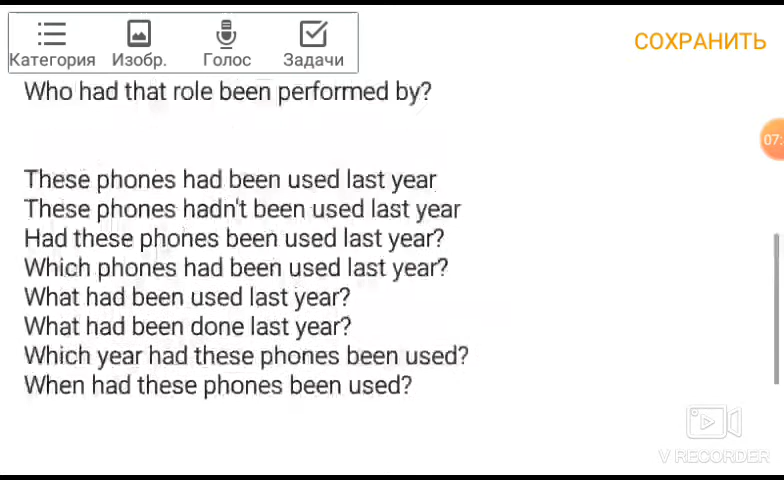 СОХРАНИТЬ
Категория Изобр. Голос Задачи
Who had that role been performed by?
07:
These phones had been used last year
These phones hadn't been used last year
Had these phones been used last year?
Which phones had been used last year?
What had been used last year?
What had been done last year?
Which year had these phones been used?
When had these phones been used?
V RECORDER